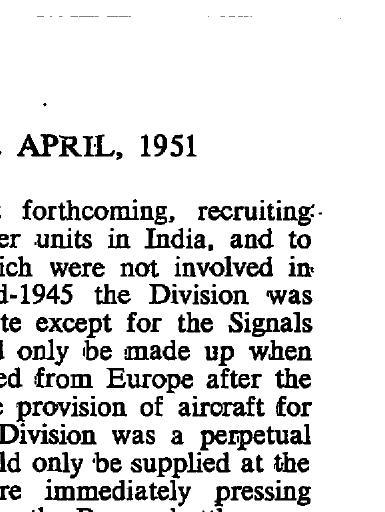 APRIL, 1951
forthcoming, recruiting
er units in India, and to
ich were not involved in
d-1945 the Division was
te except for the Signals
only be made up when
ed from Europe after the
provision of aircraft for
Division was a perpetual
ld only be supplied at the
re immediately pressing